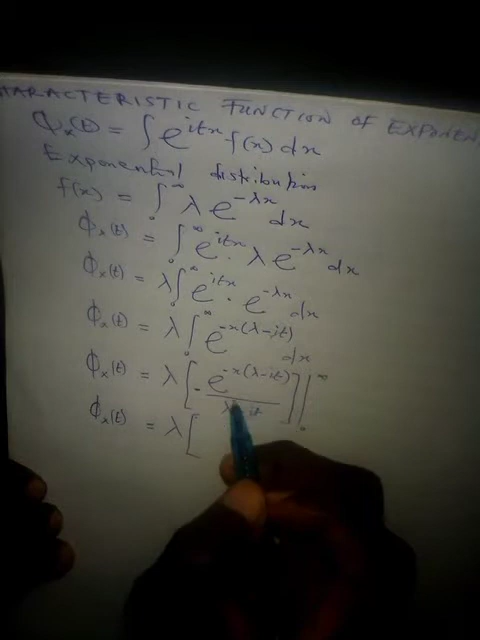 HARACTERISTIC FUNCTION OF EXPONEN
ϕₓ(t) = ∫ e^{itx} f(x) dx
Exponential distribution
f(x) = ∫₀^∞ λ e^{-λx} dx
ϕₓ(t) = ∫₀^∞ e^{itx} · λ e^{-λx} dx
ϕₓ(t) = λ ∫₀^∞ e^{itx} · e^{-λx} dx
ϕₓ(t) = λ ∫₀^∞ e^{-x(λ-it)} dx
ϕₓ(t) = λ [ - e^{-x(λ-it)} / λ-it ] |₀^∞
ϕₓ(t) = λ [